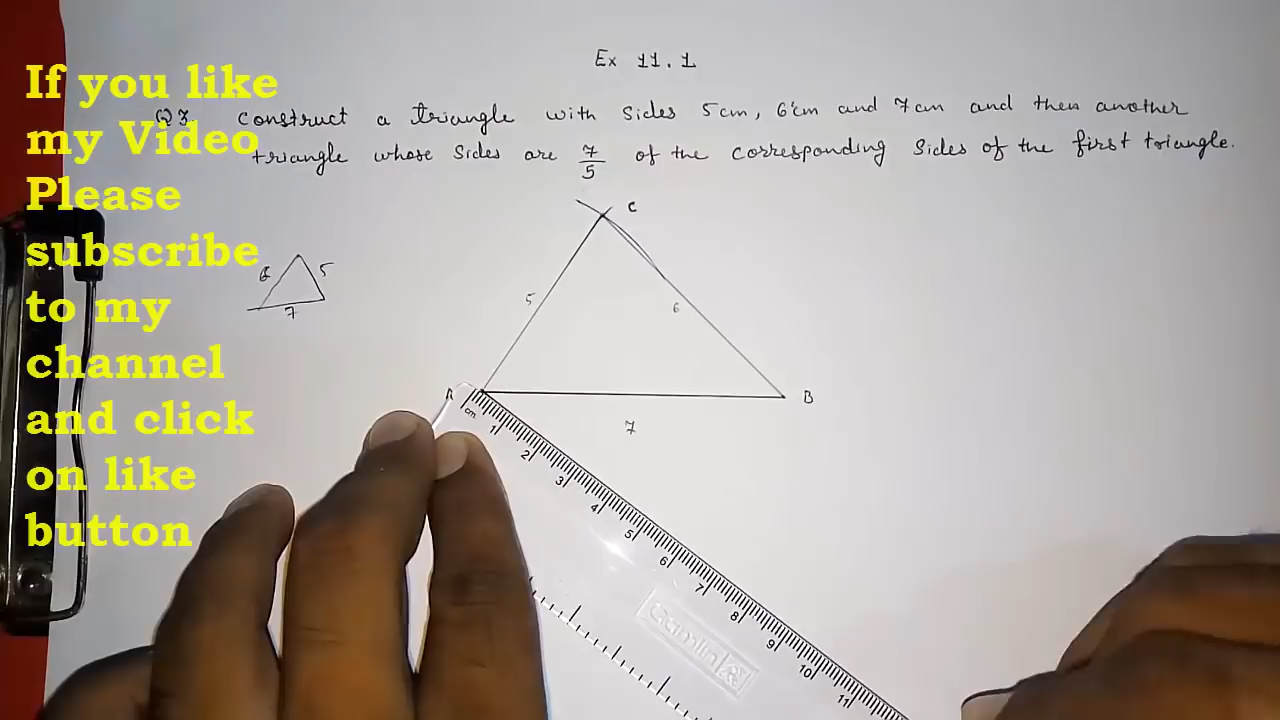 Ex 11.1
Q3. Construct a triangle with sides 5cm, 6cm and 7cm and then another
triangle whose sides are 7/5 of the corresponding sides of the first triangle.
If you like
my Video
Please
subscribe
to my
channel
and click
on like
button
6 5
7
C
5 6
A B
7
cm 1 2 3 4 5 6 7 8 9 10 11
Camlin